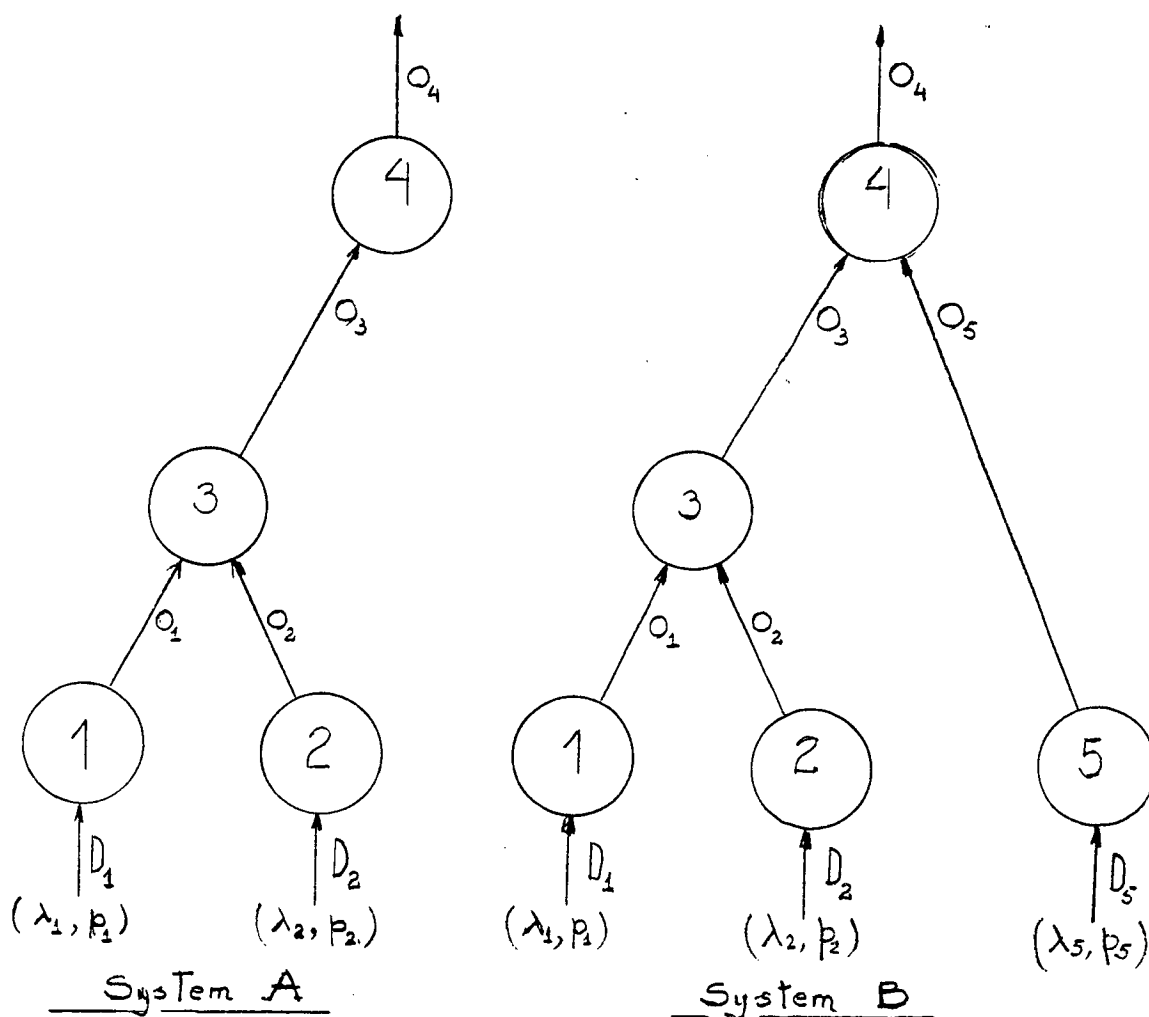 O₄
4
O₃
3
O₁ O₂
1 2
D₁ D₂
(λ₁, p₁) (λ₂, p₂.)
System A
O₄
4
O₃ O₅
3
O₁ O₂
1 2 5
D₁ D₂ D₅
(λ₁, p₁) (λ₂, p₂) (λ₅, p₅)
System B